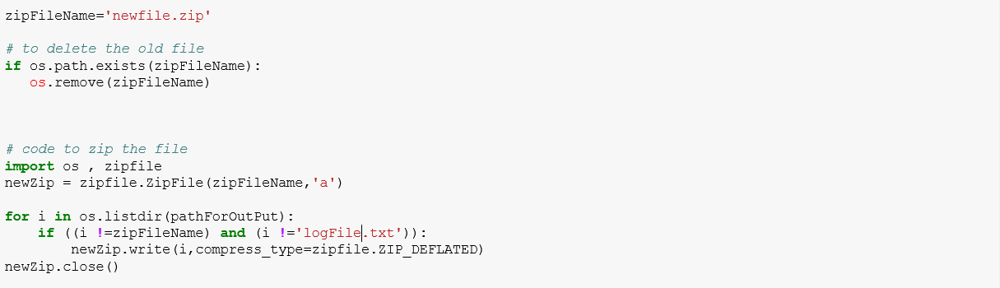 zipFileName='newfile.zip'
# to delete the old file
if os.path.exists(zipFileName):
   os.remove(zipFileName)
# code to zip the file
import os , zipfile
newZip = zipfile.ZipFile(zipFileName,'a')
for i in os.listdir(pathForOutPut):
    if ((i !=zipFileName) and (i !='logFile.txt')):
        newZip.write(i,compress_type=zipfile.ZIP_DEFLATED)
newZip.close()